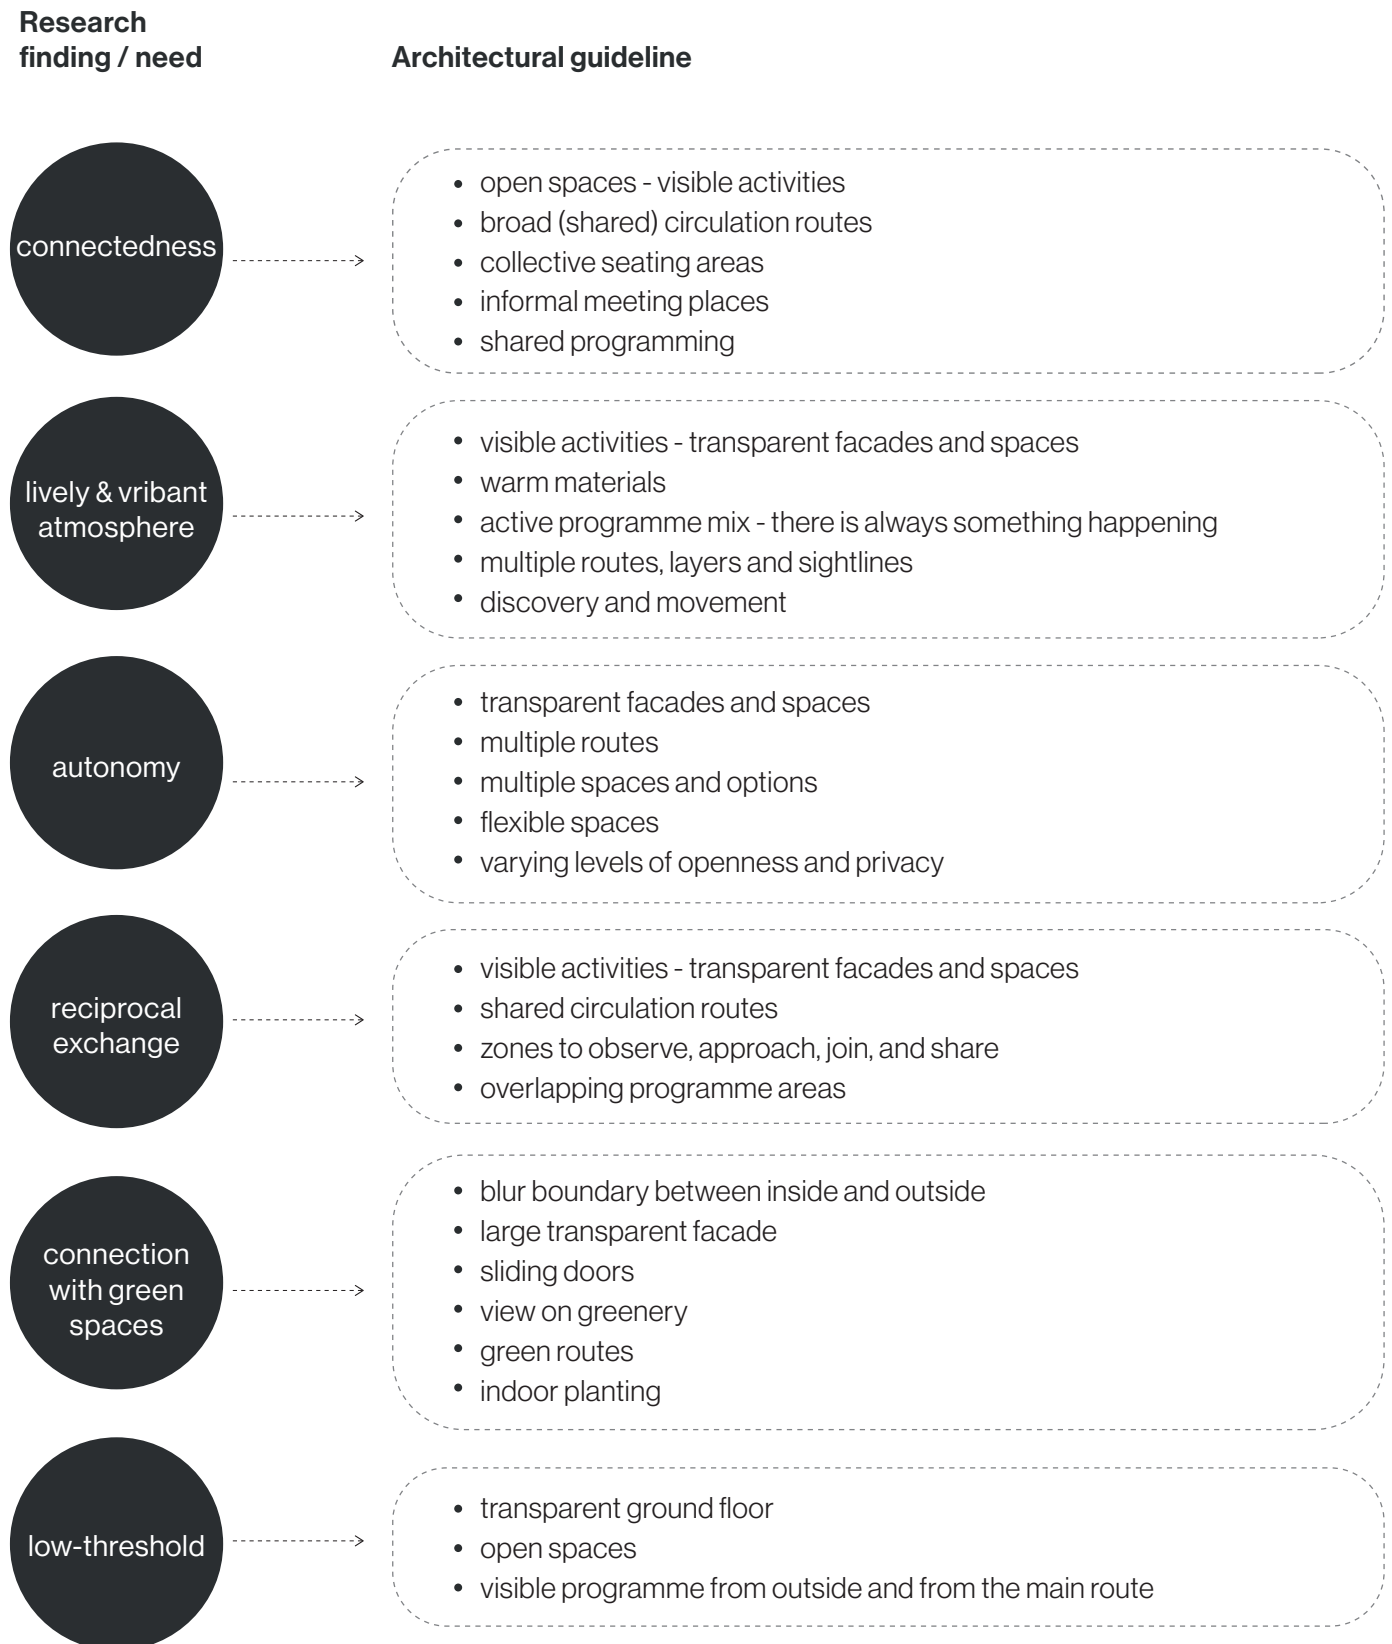 Research
finding / need
Architectural guideline
connectedness
• open spaces - visible activities
• broad (shared) circulation routes
• collective seating areas
• informal meeting places
• shared programming
lively & vribant
atmosphere
• visible activities - transparent facades and spaces
• warm materials
• active programme mix - there is always something happening
• multiple routes, layers and sightlines
• discovery and movement
autonomy
• transparent facades and spaces
• multiple routes
• multiple spaces and options
• flexible spaces
• varying levels of openness and privacy
reciprocal
exchange
• visible activities - transparent facades and spaces
• shared circulation routes
• zones to observe, approach, join, and share
• overlapping programme areas
connection
with green
spaces
• blur boundary between inside and outside
• large transparent facade
• sliding doors
• view on greenery
• green routes
• indoor planting
low-threshold
• transparent ground floor
• open spaces
• visible programme from outside and from the main route